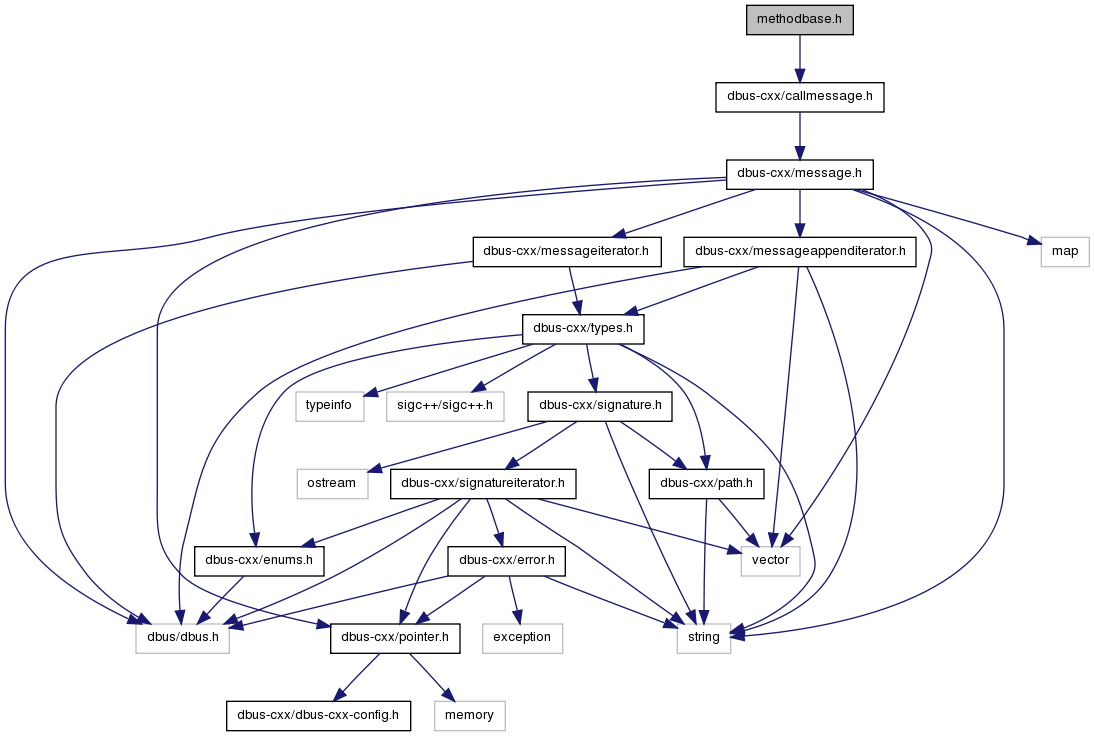 methodbase.h
dbus-cxx/callmessage.h
dbus-cxx/message.h
dbus-cxx/messageiterator.h
dbus-cxx/messageappenditerator.h
map
dbus-cxx/types.h
typeinfo
sigc++/sigc++.h
dbus-cxx/signature.h
ostream
dbus-cxx/signatureiterator.h
dbus-cxx/path.h
dbus-cxx/enums.h
dbus-cxx/error.h
vector
dbus/dbus.h
dbus-cxx/pointer.h
exception
string
dbus-cxx/dbus-cxx-config.h
memory